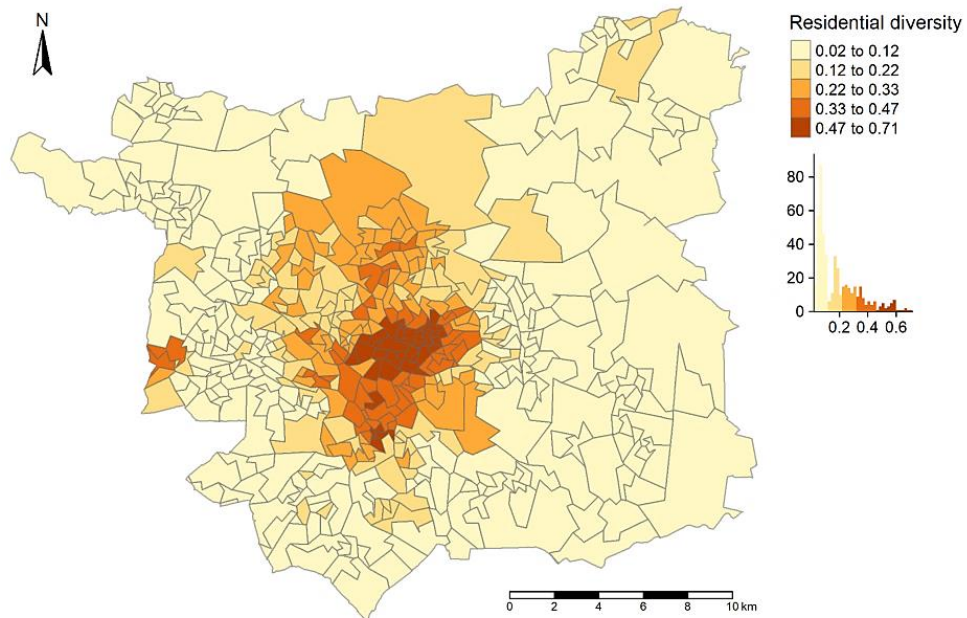 N
Residential diversity
0.02 to 0.12
0.12 to 0.22
0.22 to 0.33
0.33 to 0.47
0.47 to 0.71
80
60
40
20
0
0.2 0.4 0.6
0 2 4 6 8 10 km